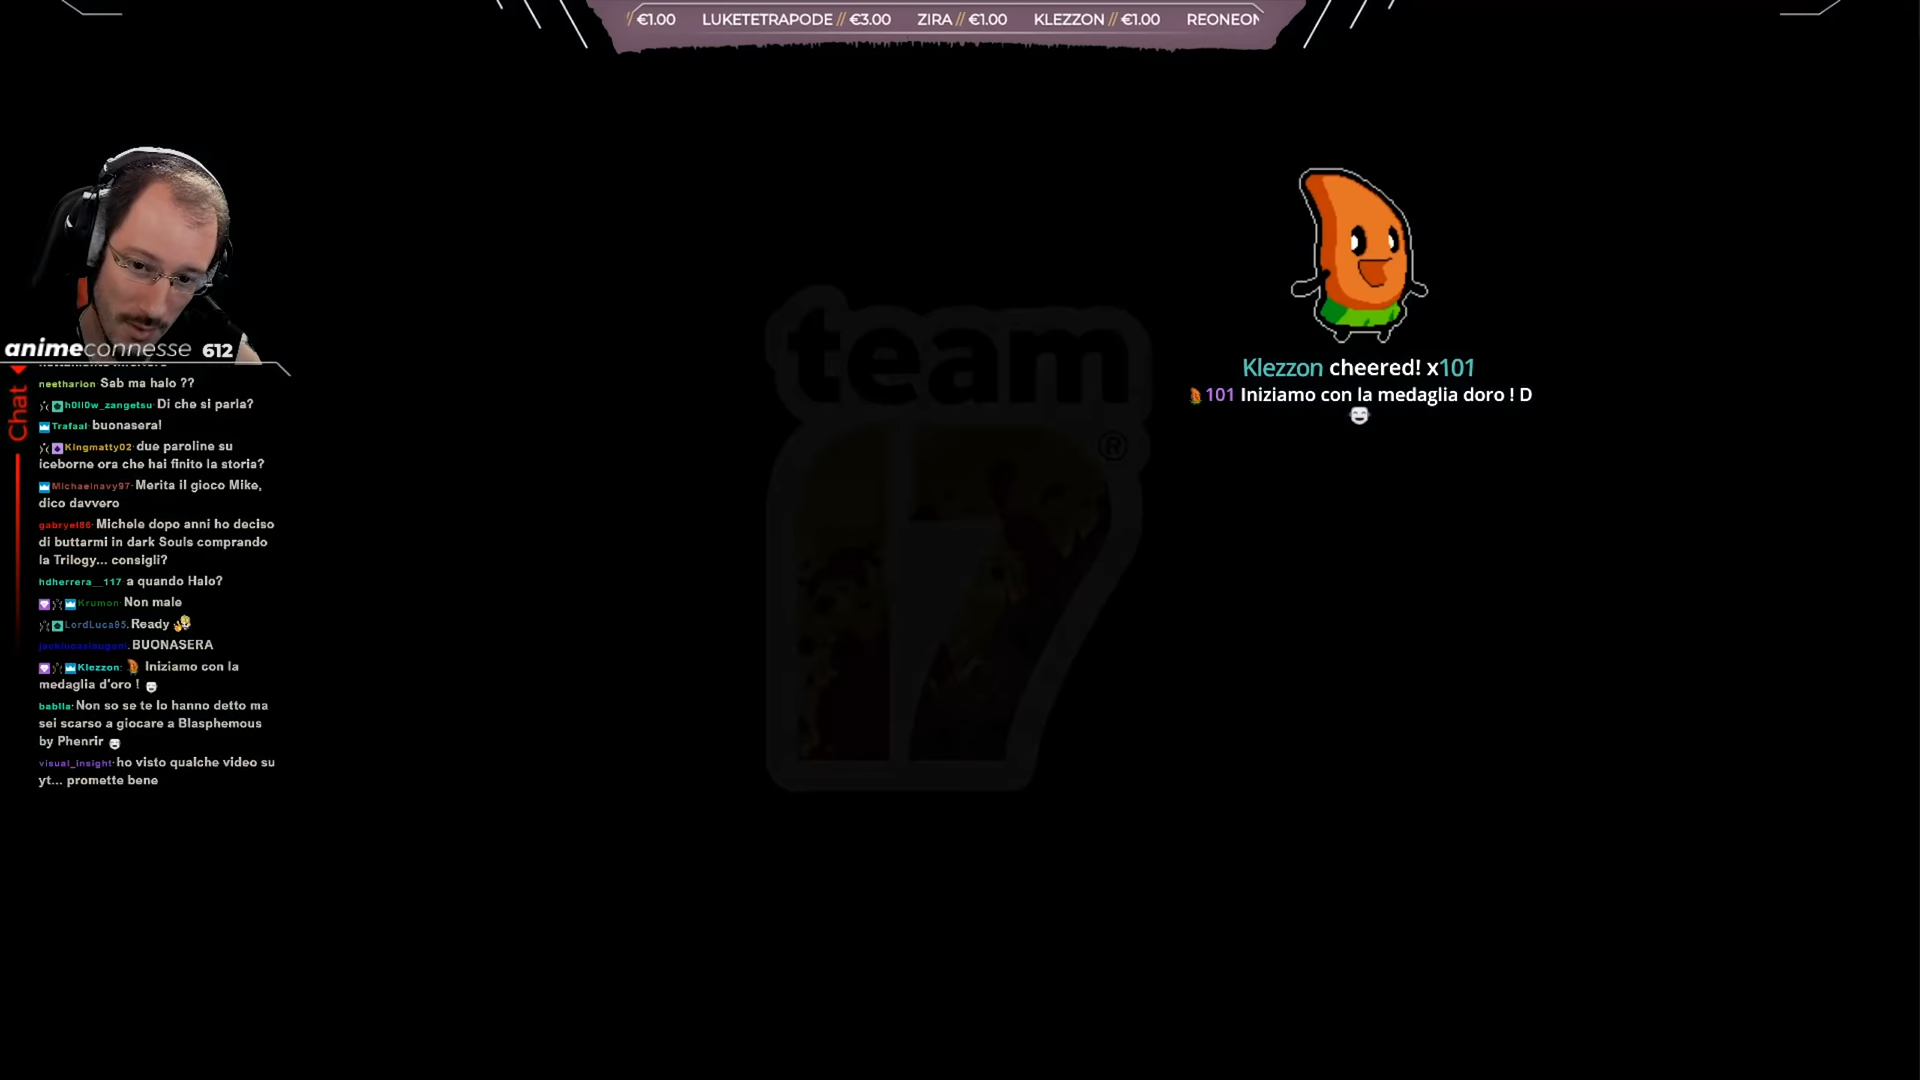 // €1.00 LUKETETRAPODE // €3.00 ZIRA // €1.00 KLEZZON // €1.00 REONEON
team
17
®
Klezzon cheered! x101
101 Iniziamo con la medaglia doro ! D
animeconnesse 612
Chat
neetharion Sab ma halo ??
h0ll0w_zangetsu: Di che si parla?
Trafaal: buonasera!
Kingmatty02: due paroline su
iceborne ora che hai finito la storia?
Michaelnavy97: Merita il gioco Mike,
dico davvero
gabryel86: Michele dopo anni ho deciso
di buttarmi in dark Souls comprando
la Trilogy... consigli?
hdherrera__117 a quando Halo?
Krumon: Non male
LordLuca95: Ready
BUONASERA
Klezzon: Iniziamo con la
medaglia d'oro !
babila: Non so se te lo hanno detto ma
sei scarso a giocare a Blasphemous
by Phenrir
visual_insight: ho visto qualche video su
yt... promette bene